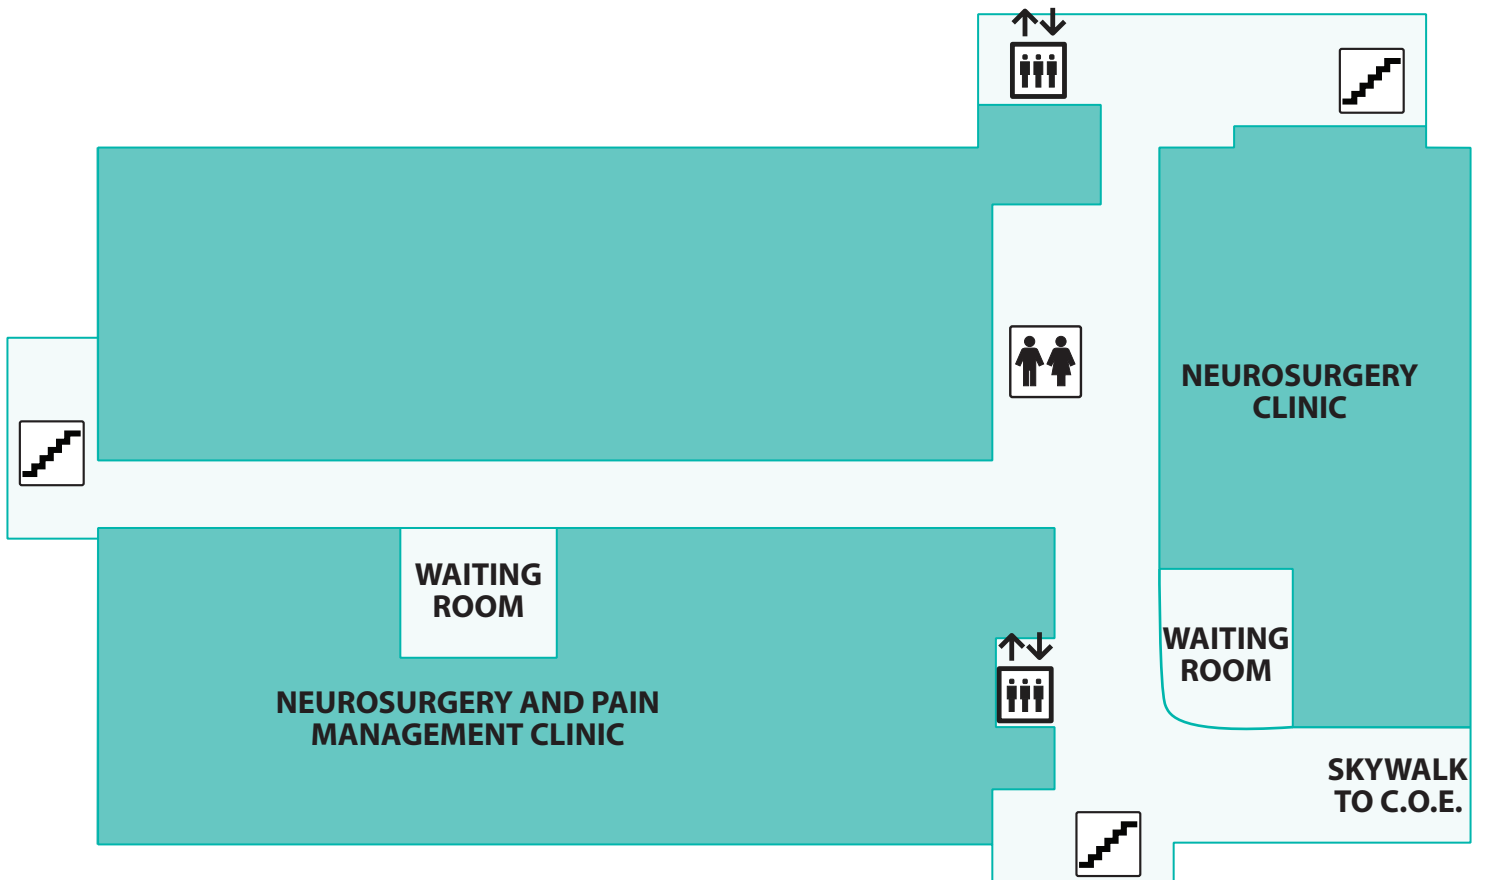 NEUROSURGERY
CLINIC
WAITING
ROOM
WAITING
ROOM
NEUROSURGERY AND PAIN
MANAGEMENT CLINIC
SKYWALK
TO C.O.E.